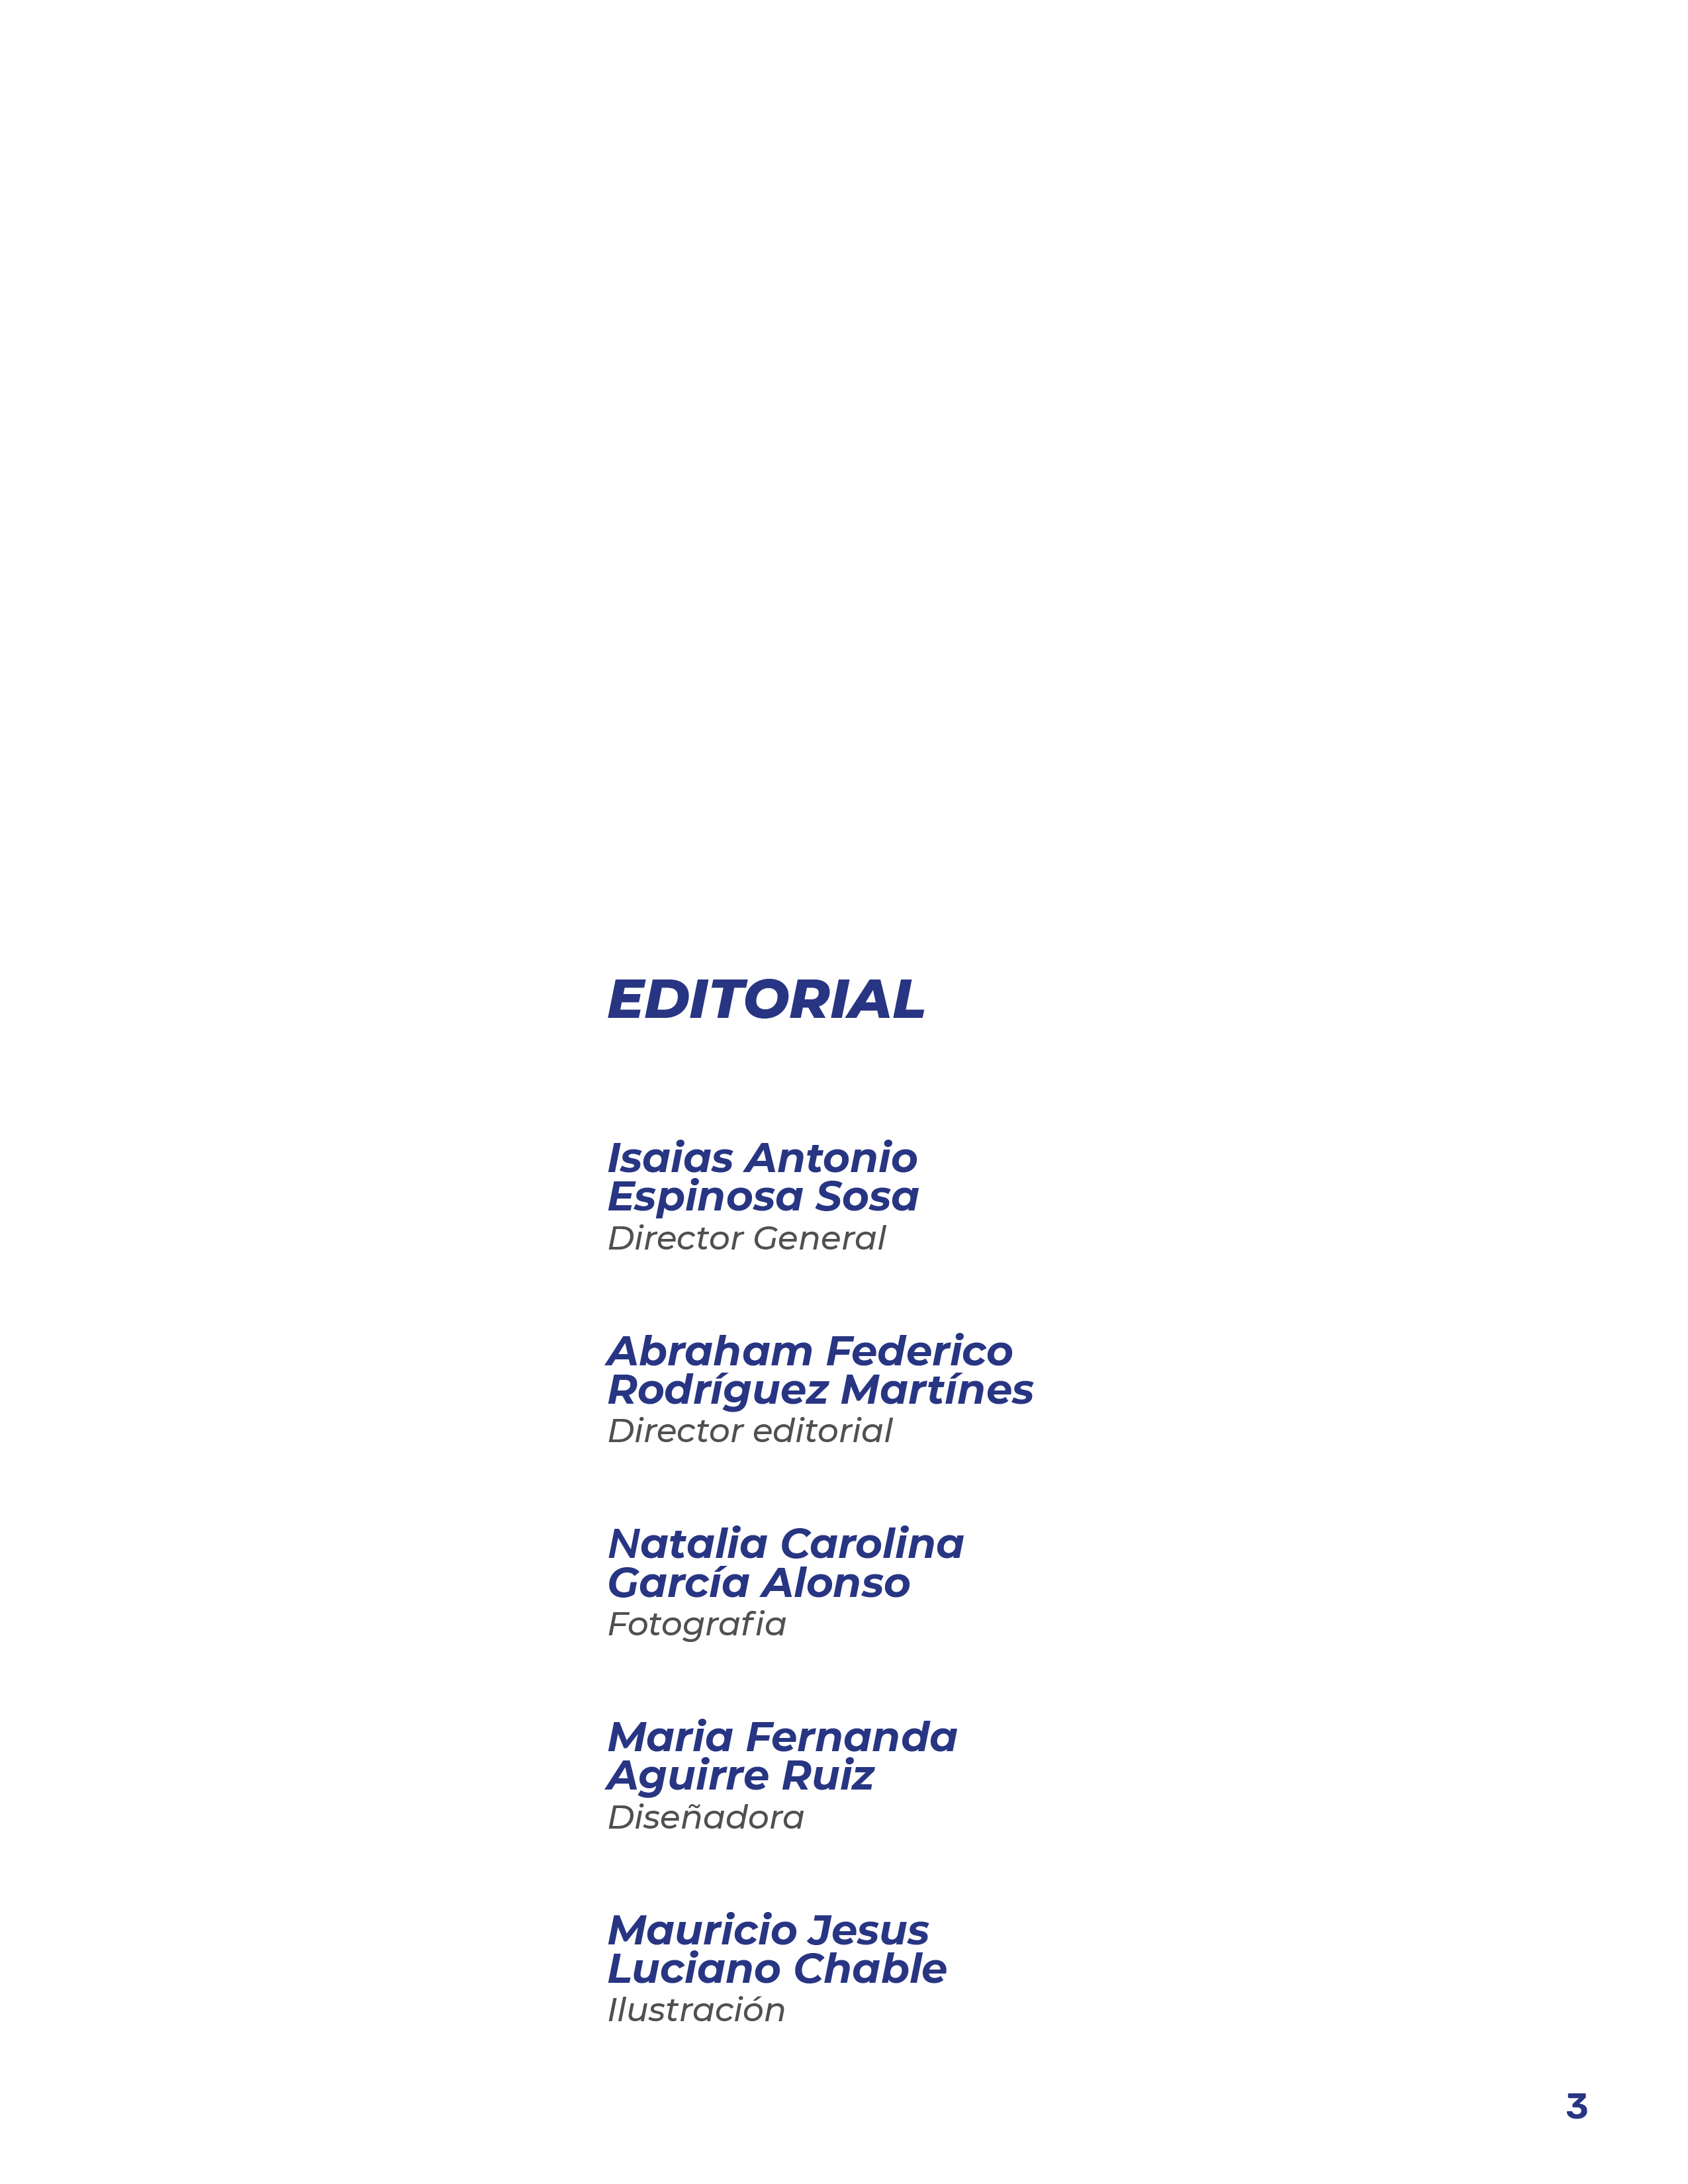 EDITORIAL
Isaias Antonio
Espinosa Sosa
Director General
Abraham Federico
Rodríguez Martínes
Director editorial
Natalia Carolina
García Alonso
Fotografia
Maria Fernanda
Aguirre Ruiz
Diseñadora
Mauricio Jesus
Luciano Chable
Ilustración
3